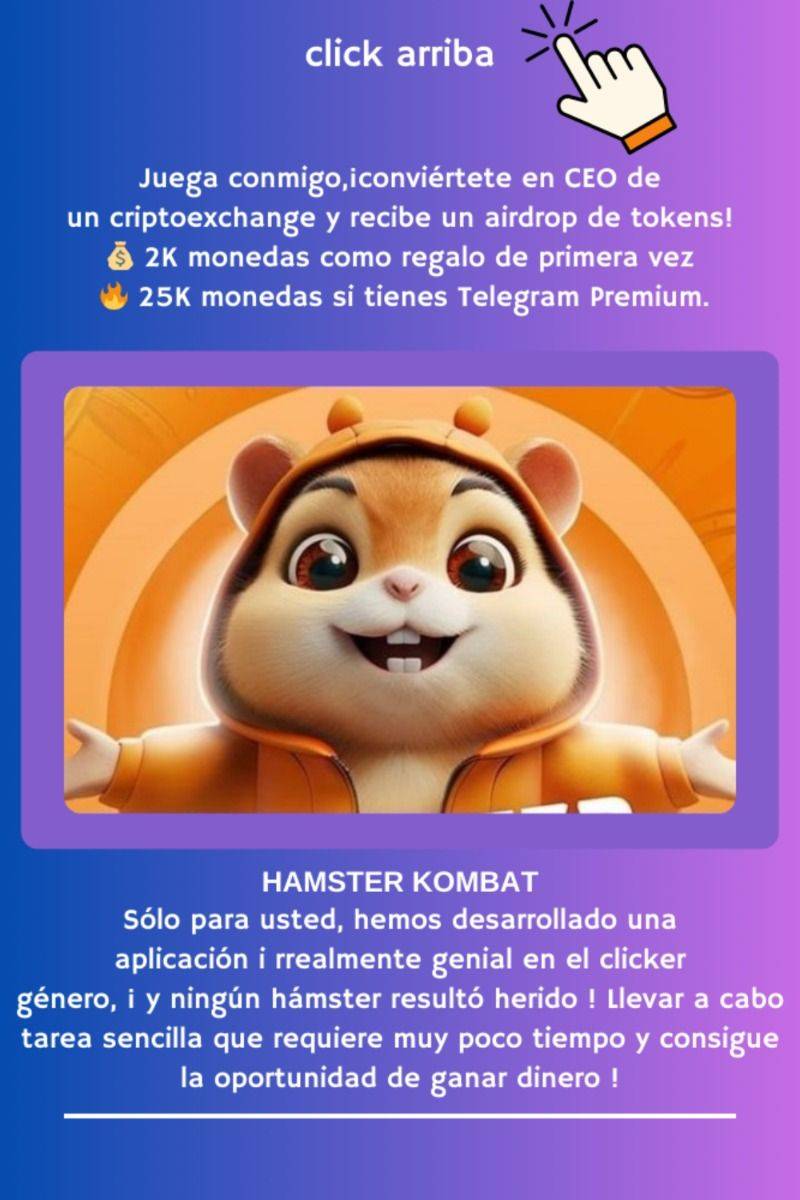 click arriba
Juega conmigo,¡conviértete en CEO de
un criptoexchange y recibe un airdrop de tokens!
💰 2K monedas como regalo de primera vez
🔥 25K monedas si tienes Telegram Premium.
HAMSTER KOMBAT
Sólo para usted, hemos desarrollado una
aplicación ¡ rrealmente genial en el clicker
género, ¡ y ningún hámster resultó herido ! Llevar a cabo
tarea sencilla que requiere muy poco tiempo y consigue
la oportunidad de ganar dinero !